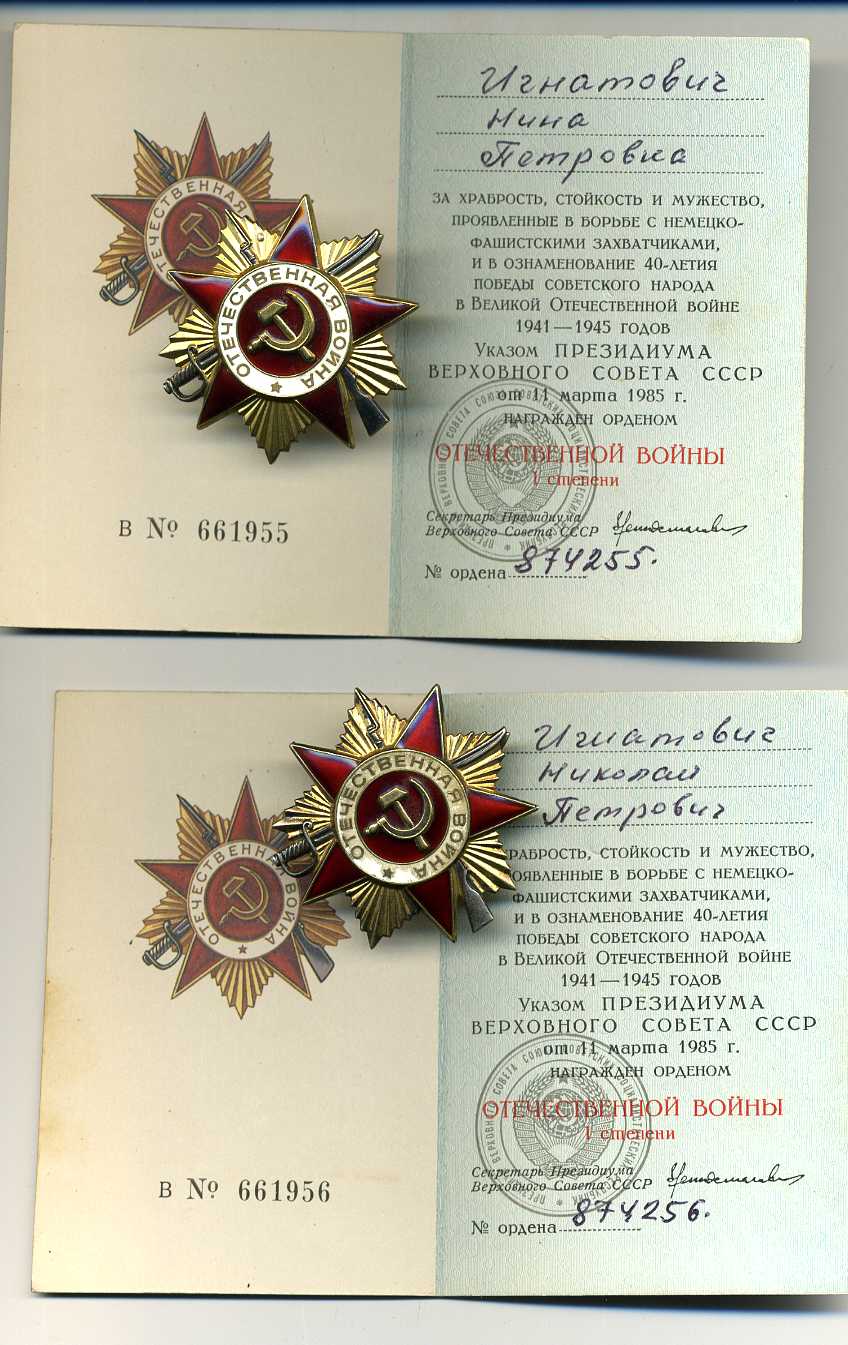 Игнатович
Нина
Петровна
ЗА ХРАБРОСТЬ, СТОЙКОСТЬ И МУЖЕСТВО,
ПРОЯВЛЕННЫЕ В БОРЬБЕ С НЕМЕЦКО-
ФАШИСТСКИМИ ЗАХВАТЧИКАМИ,
И В ОЗНАМЕНОВАНИЕ 40-ЛЕТИЯ
ПОБЕДЫ СОВЕТСКОГО НАРОДА
В ВЕЛИКОЙ ОТЕЧЕСТВЕННОЙ ВОЙНЕ
1941—1945 ГОДОВ
УКАЗОМ ПРЕЗИДИУМА
ВЕРХОВНОГО СОВЕТА СССР
от 11 марта 1985 г.
НАГРАЖДЕН ОРДЕНОМ
ОТЕЧЕСТВЕННОЙ ВОЙНЫ
I степени
Секретарь Президиума
Верховного Совета СССР
№ ордена 874255.
ТЕЧЕСТВЕННАЯ
ОТЕЧЕСТВЕННАЯ ВОЙНА
В № 661955
Игнатович
Николай
Петрович
РАБРОСТЬ, СТОЙКОСТЬ И МУЖЕСТВО,
ОЯВЛЕННЫЕ В БОРЬБЕ С НЕМЕЦКО-
ФАШИСТСКИМИ ЗАХВАТЧИКАМИ,
И В ОЗНАМЕНОВАНИЕ 40-ЛЕТИЯ
ПОБЕДЫ СОВЕТСКОГО НАРОДА
В ВЕЛИКОЙ ОТЕЧЕСТВЕННОЙ ВОЙНЕ
1941—1945 ГОДОВ
УКАЗОМ ПРЕЗИДИУМА
ВЕРХОВНОГО СОВЕТА СССР
от 11 марта 1985 г.
НАГРАЖДЕН ОРДЕНОМ
ОТЕЧЕСТВЕННОЙ ВОЙНЫ
I степени
Секретарь Президиума
Верховного Совета СССР
№ ордена 874256.
ОТЕЧЕСТВЕННАЯ ВОЙНА
ОТЕЧЕСТВЕННАЯ ВОЙНА
В № 661956